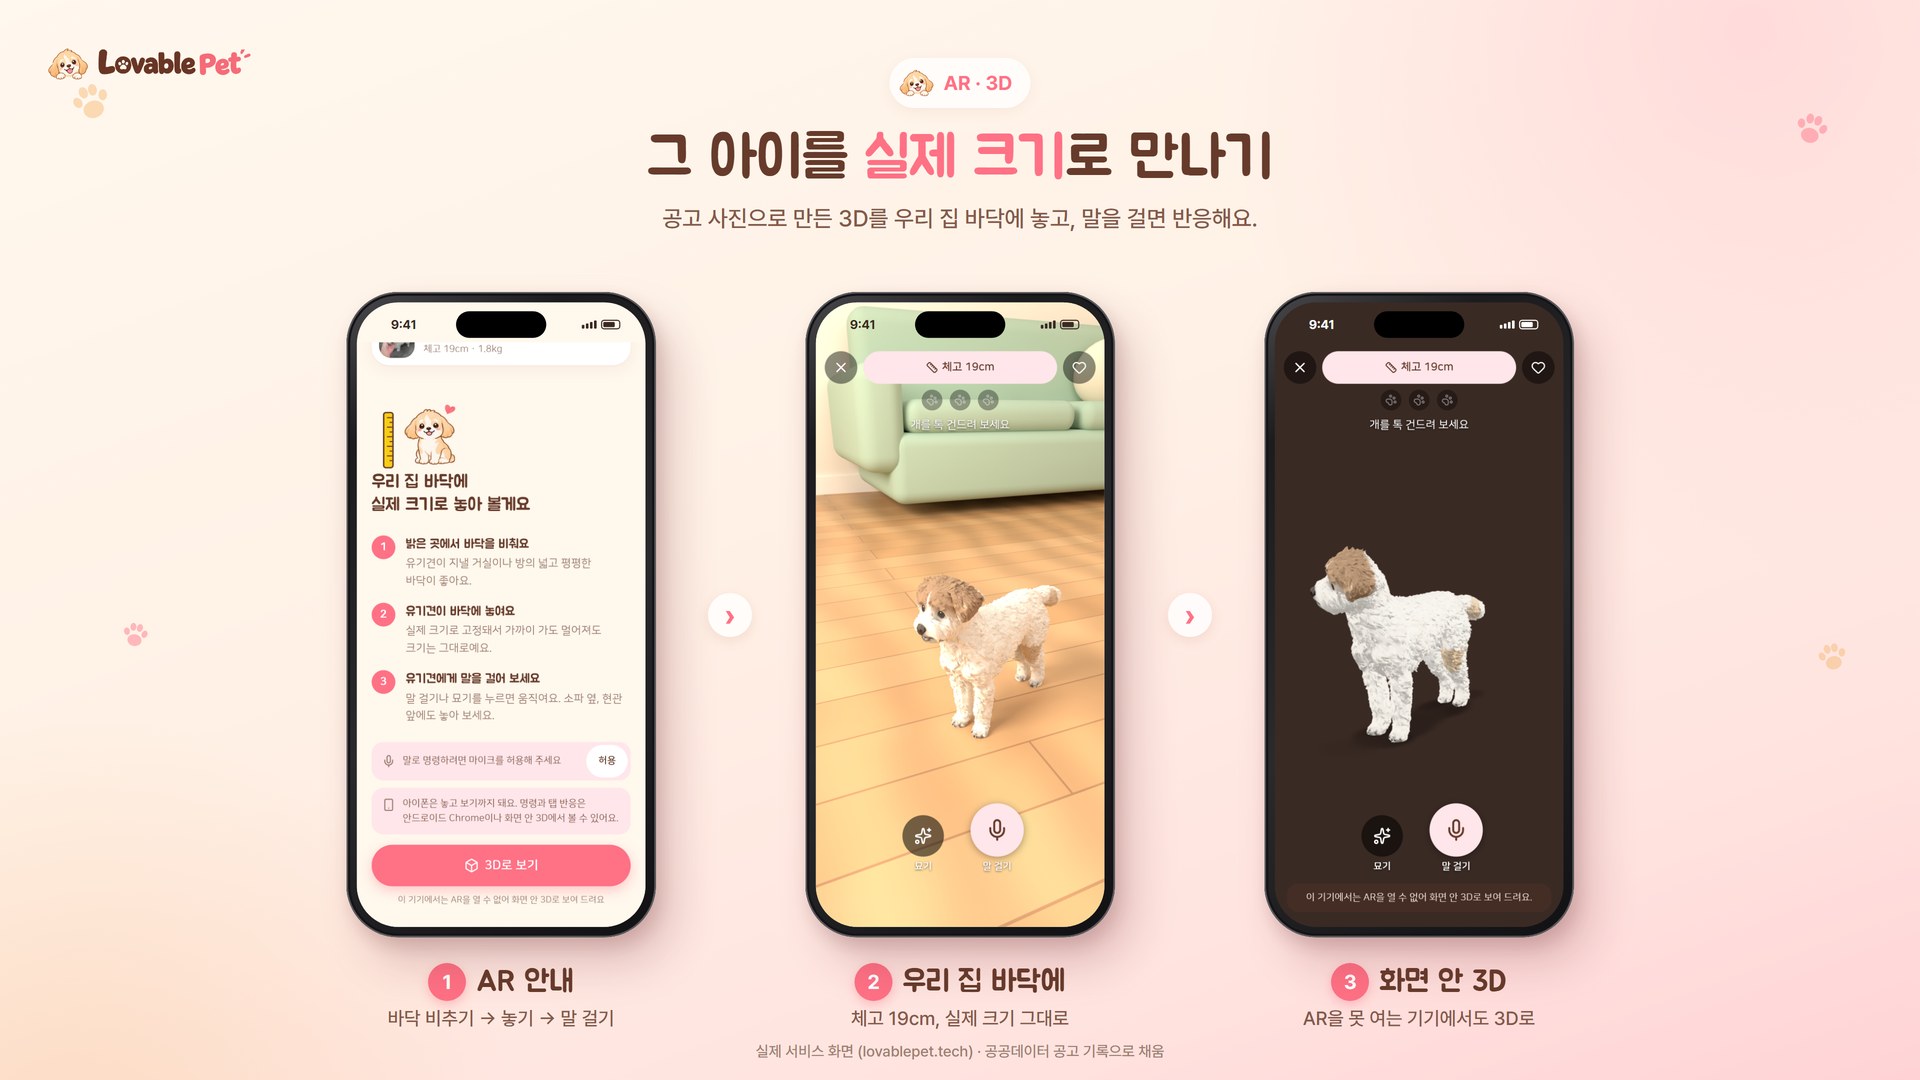 Lovable Pet
AR · 3D
그 아이를 실제 크기로 만나기
공고 사진으로 만든 3D를 우리 집 바닥에 놓고, 말을 걸면 반응해요.
9:41
체고 19cm · 1.8kg
우리 집 바닥에
실제 크기로 놓아 볼게요
1
밝은 곳에서 바닥을 비춰요
유기견이 지낼 거실이나 방의 넓고 평평한
바닥이 좋아요.
2
유기견이 바닥에 놓여요
실제 크기로 고정돼서 가까이 가도 멀어져도
크기는 그대로예요.
3
유기견에게 말을 걸어 보세요
말 걸기나 묘기를 누르면 움직여요. 소파 옆, 현관
앞에도 놓아 보세요.
말로 명령하려면 마이크를 허용해 주세요
허용
아이폰은 놓고 보기까지 돼요. 명령과 탭 반응은
안드로이드 Chrome이나 화면 안 3D에서 볼 수 있어요.
3D로 보기
이 기기에서는 AR을 열 수 없어 화면 안 3D로 보여 드려요
1 AR 안내
바닥 비추기 → 놓기 → 말 걸기
9:41
체고 19cm
개를 톡 건드려 보세요
묘기
말 걸기
2 우리 집 바닥에
체고 19cm, 실제 크기 그대로
9:41
체고 19cm
개를 톡 건드려 보세요
묘기
말 걸기
이 기기에서는 AR을 열 수 없어 화면 안 3D로 보여 드려요.
3 화면 안 3D
AR을 못 여는 기기에서도 3D로
실제 서비스 화면 (lovablepet.tech) · 공공데이터 공고 기록으로 채움